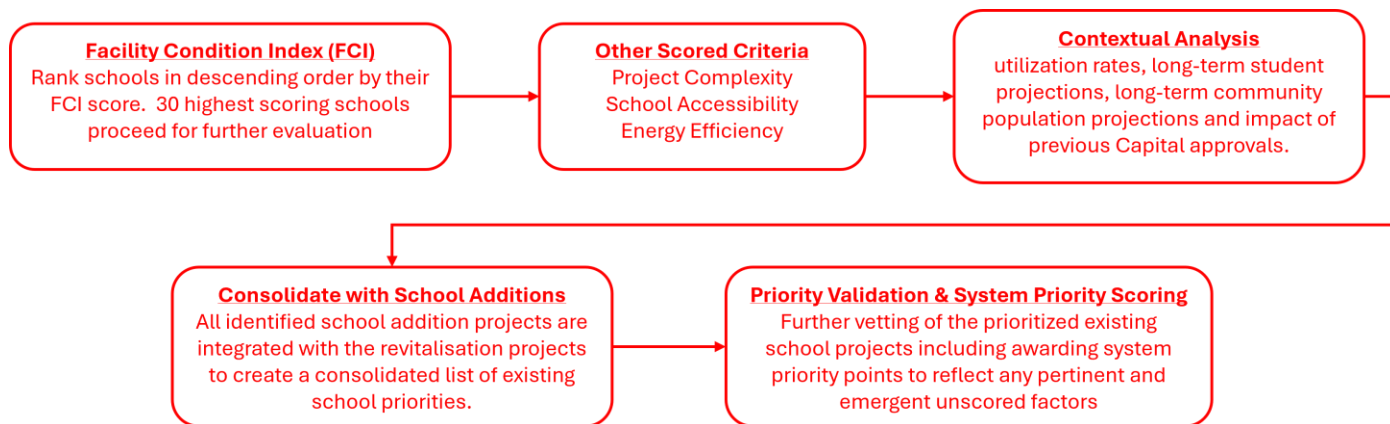 Facility Condition Index (FCI)
Rank schools in descending order by their
FCI score.  30 highest scoring schools
proceed for further evaluation
Other Scored Criteria
Project Complexity
School Accessibility
Energy Efficiency
Contextual Analysis
utilization rates, long-term student
projections, long-term community
population projections and impact of
previous Capital approvals.
Consolidate with School Additions
All identified school addition projects are
integrated with the revitalisation projects
to create a consolidated list of existing
school priorities.
Priority Validation & System Priority Scoring
Further vetting of the prioritized existing
school projects including awarding system
priority points to reflect any pertinent and
emergent unscored factors